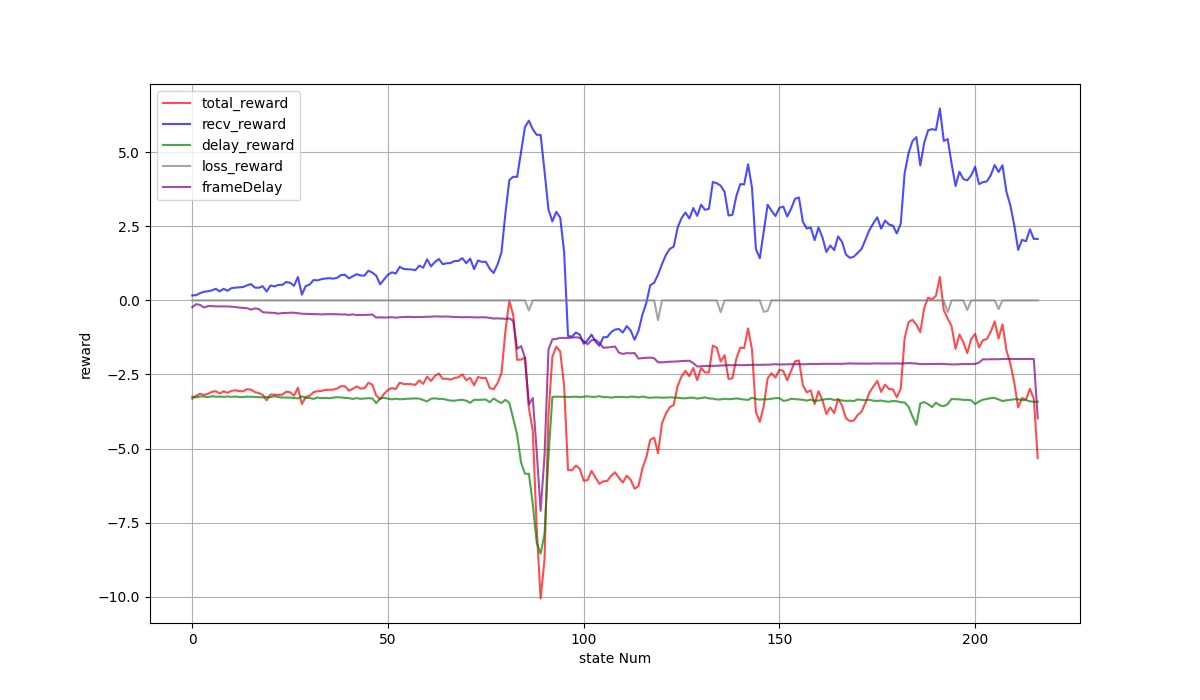 total_reward
recv_reward
delay_reward
loss_reward
frameDelay
5.0
2.5
0.0
−2.5
−5.0
−7.5
−10.0
reward
0 50 100 150 200
state Num